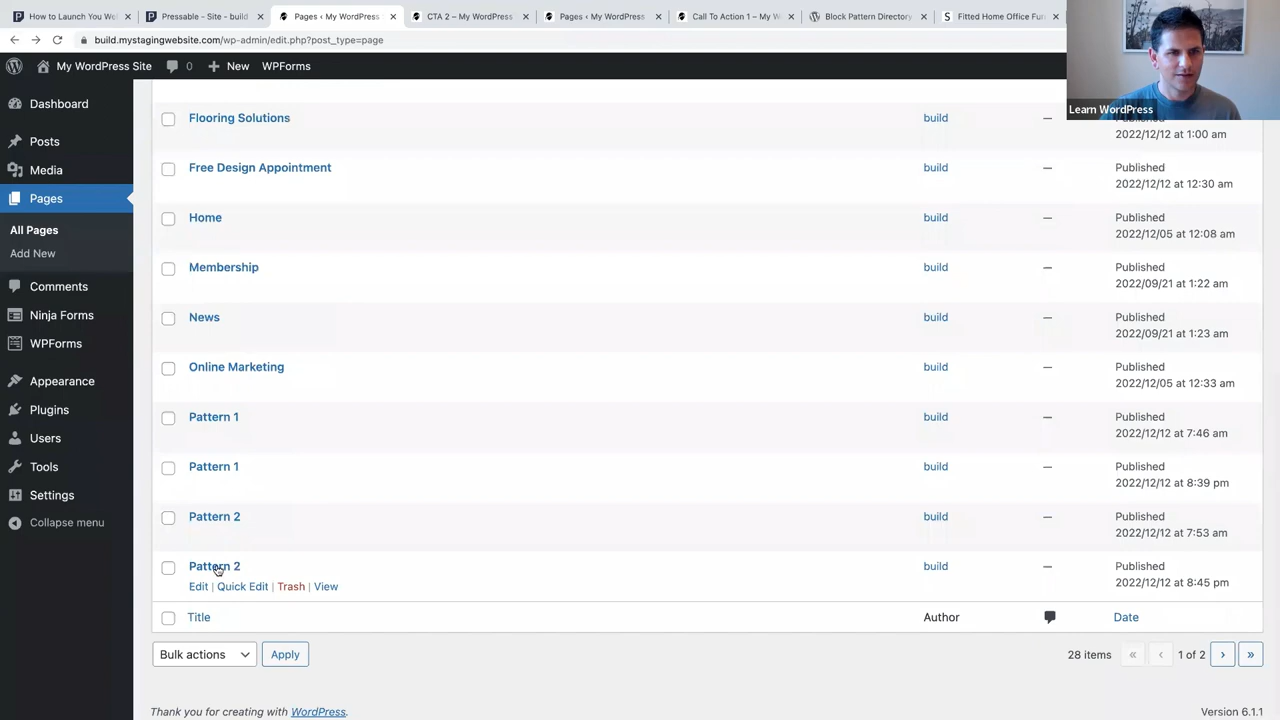 How to Launch You Wel
Pressable - Site - build
Pages ‹ My WordPress
CTA 2 – My WordPress
Pages ‹ My WordPress
Call To Action 1 – My W
Block Pattern Directory
Fitted Home Office Furn
build.mystagingwebsite.com/wp-admin/edit.php?post_type=page
My WordPress Site
0
New
WPForms
Learn WordPress
Dashboard
Posts
Media
Pages
All Pages
Add New
Comments
Ninja Forms
WPForms
Appearance
Plugins
Users
Tools
Settings
Collapse menu
Flooring Solutions
build
—
Published
2022/12/12 at 1:00 am
Free Design Appointment
build
—
Published
2022/12/12 at 12:30 am
Home
build
—
Published
2022/12/05 at 12:08 am
Membership
build
—
Published
2022/09/21 at 1:22 am
News
build
—
Published
2022/09/21 at 1:23 am
Online Marketing
build
—
Published
2022/12/05 at 12:33 am
Pattern 1
build
—
Published
2022/12/12 at 7:46 am
Pattern 1
build
—
Published
2022/12/12 at 8:39 pm
Pattern 2
build
—
Published
2022/12/12 at 7:53 am
Pattern 2
Edit | Quick Edit | Trash | View
build
—
Published
2022/12/12 at 8:45 pm
Title
Author
Date
Bulk actions
Apply
28 items
«
‹
1 of 2
›
»
Thank you for creating with WordPress.
Version 6.1.1